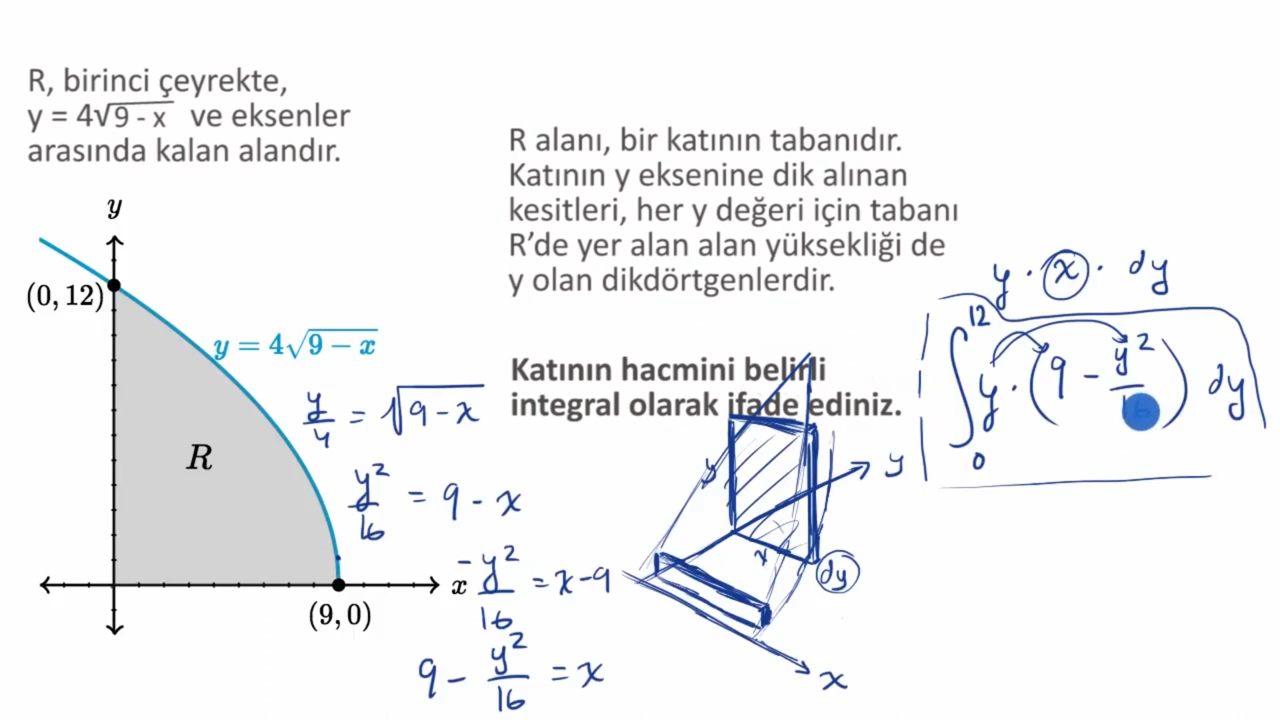 R, birinci çeyrekte,
y = 4√9 - x ve eksenler
arasında kalan alandır.
R alanı, bir katının tabanıdır.
Katının y eksenine dik alınan
kesitleri, her y değeri için tabanı
R’de yer alan alan yüksekliği de
y olan dikdörtgenlerdir.
Katının hacmini belirli
integral olarak ifade ediniz.
y
(0, 12)
y = 4√9 − x
R
x
(9, 0)
y/4 = √9 - x
y²/16 = 9 - x
-y²/16 = x - 9
9 - y²/16 = x
y
x
dy
y
x
y · x · dy
∫₀¹² y · (9 - y²/16) dy